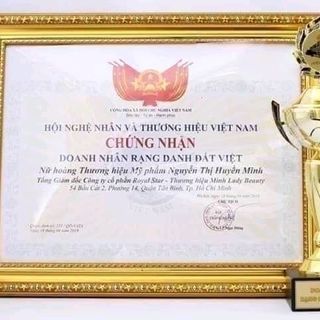 CỘNG HÒA XÃ HỘI CHỦ NGHĨA VIỆT NAM
Độc lập - Tự do - Hạnh phúc
HỘI NGHỆ NHÂN VÀ THƯƠNG HIỆU VIỆT NAM
CHỨNG NHẬN
DOANH NHÂN RẠNG DANH ĐẤT VIỆT
Nữ hoàng Thương hiệu Mỹ phẩm Nguyễn Thị Huyền Minh
Tổng Giám đốc Công ty cổ phần Royal Star - Thương hiệu Minh Lady Beauty
54 Bàu Cát 2, Phường 14, Quận Tân Bình, Tp. Hồ Chí Minh
CHỦ TỊCH